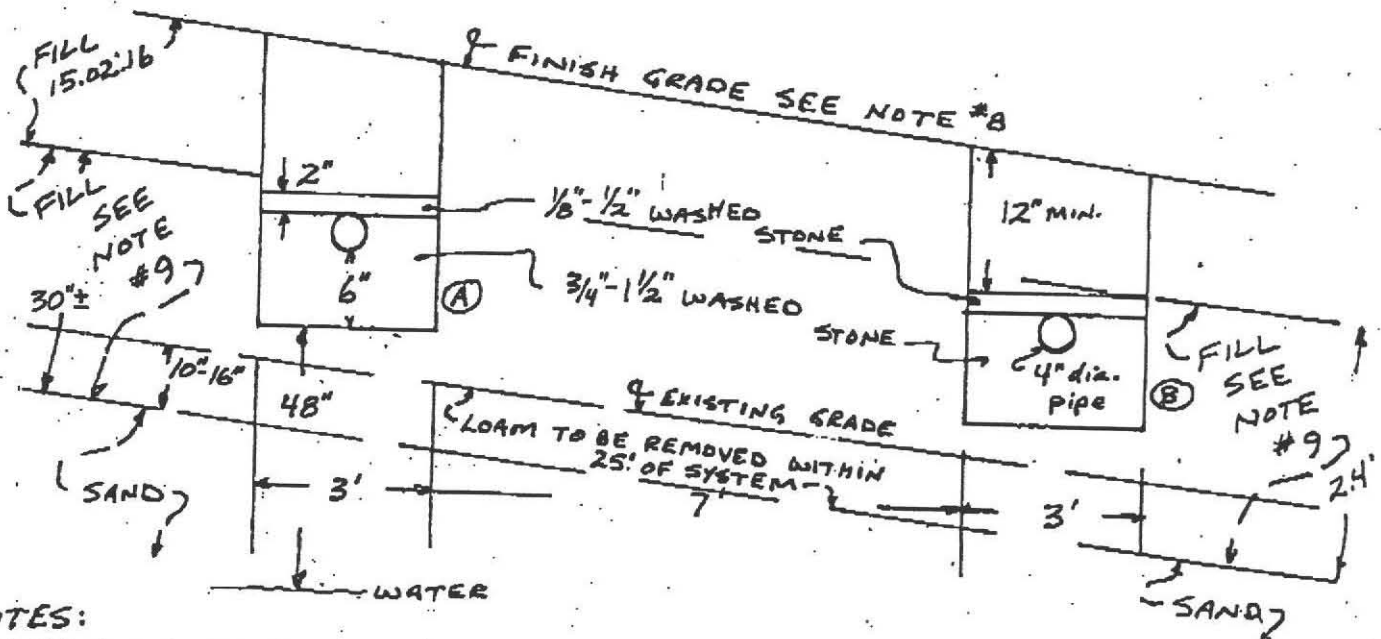 FILL
15.02:16
℄ FINISH GRADE SEE NOTE #8
FILL
SEE
NOTE
#9
2"
1/8"-1/2" WASHED
STONE
12" MIN.
30"±
6"
A
3/4"-1 1/2" WASHED
STONE
10"-16"
48"
4" dia.
pipe
B
FILL
SEE
NOTE
#9
2.4'
℄ EXISTING GRADE
LOAM TO BE REMOVED WITHIN
25' OF SYSTEM
SAND
3'
7'
3'
WATER
SAND
OTES: